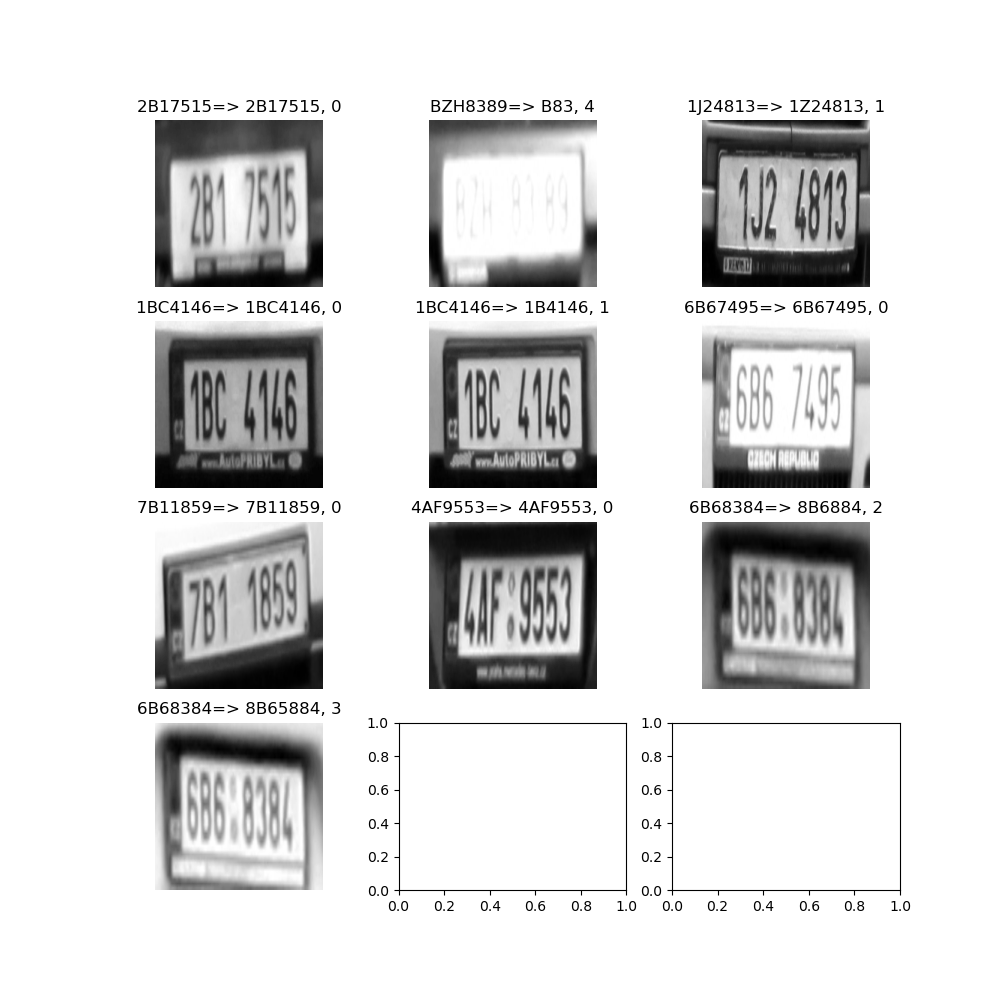 2B17515=> 2B17515, 0
BZH8389=> B83, 4
1J24813=> 1Z24813, 1
2B1 7515
BZH 8389
1J2 4813
1BC4146=> 1BC4146, 0
1BC4146=> 1B4146, 1
6B67495=> 6B67495, 0
1BC 4146
CZ
www.AutoPRIBYL.cz
1BC 4146
CZ
www.AutoPRIBYL.cz
6B6 7495
CZ
CZECH REPUBLIC
7B11859=> 7B11859, 0
4AF9553=> 4AF9553, 0
6B68384=> 8B6884, 2
7B1 1859
CZ
4AF 9553
CZ
6B6 8384
6B68384=> 8B65884, 3
6B6 8384
1.0
0.8
0.6
0.4
0.2
0.0
0.0 0.2 0.4 0.6 0.8 1.0
1.0
0.8
0.6
0.4
0.2
0.0
0.0 0.2 0.4 0.6 0.8 1.0